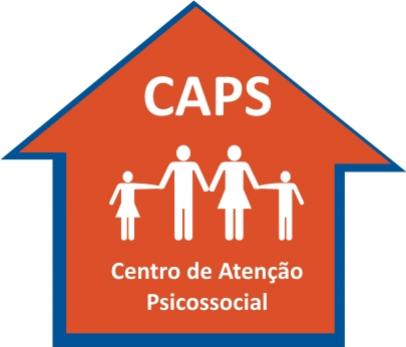 CAPS
Centro de Atenção
Psicossocial